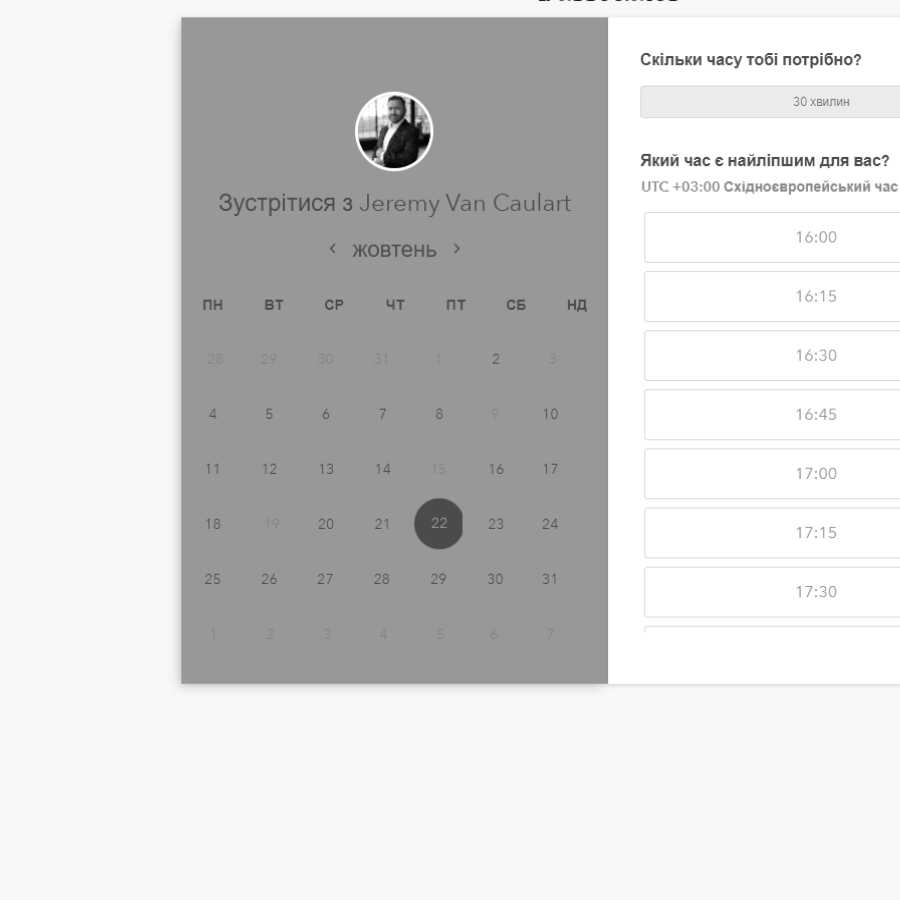 Зустрітися з Jeremy Van Caulart
жовтень
ПН ВТ СР ЧТ ПТ СБ НД
28 29 30 31 1 2 3
4 5 6 7 8 9 10
11 12 13 14 15 16 17
18 19 20 21 22 23 24
25 26 27 28 29 30 31
1 2 3 4 5 6 7
Скільки часу тобі потрібно?
30 хвилин
Який час є найліпшим для вас?
UTC +03:00 Східноєвропейський час
16:00
16:15
16:30
16:45
17:00
17:15
17:30